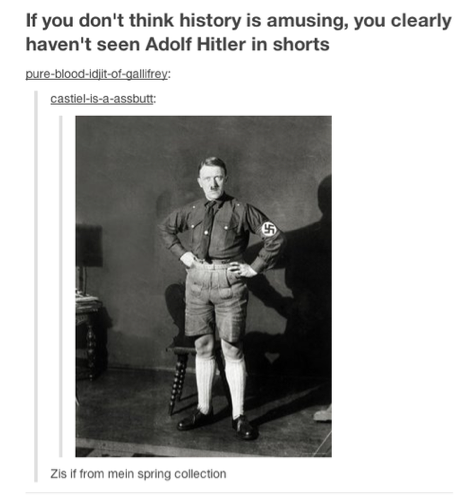 If you don't think history is amusing, you clearly
haven't seen Adolf Hitler in shorts
pure-blood-idjit-of-gallifrey:
castiel-is-a-assbutt:
Zis if from mein spring collection